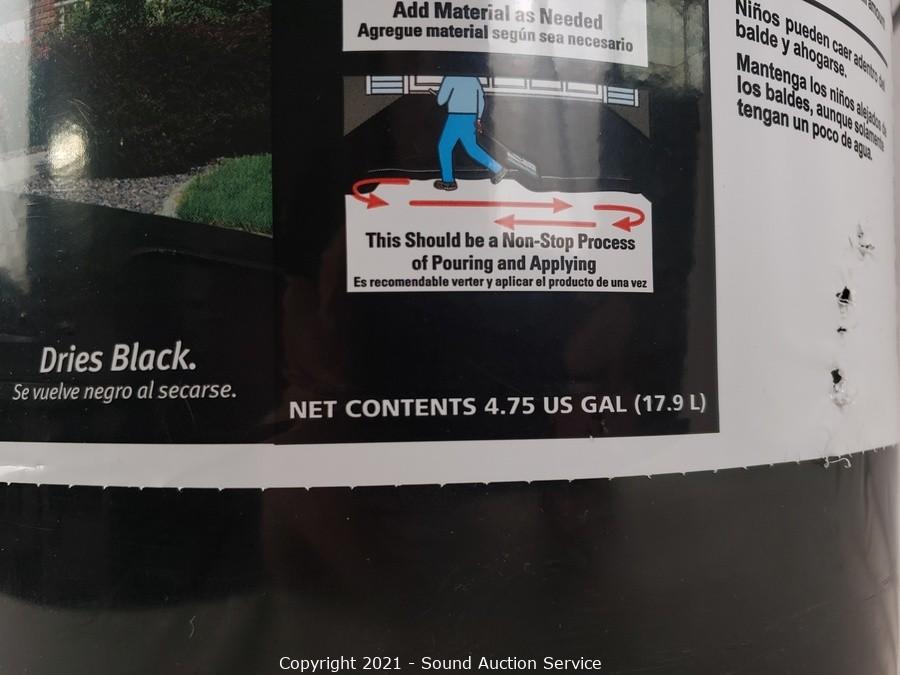 Add Material as Needed
Agregue material según sea necesario
This Should be a Non-Stop Process
of Pouring and Applying
Es recomendable verter y aplicar el producto de una vez
Dries Black.
Se vuelve negro al secarse.
NET CONTENTS 4.75 US GAL (17.9 L)
Niños pueden caer adentro del
balde y ahogarse.
Mantenga los niños alejados de
los baldes, aunque solamente
tengan un poco de agua.
Copyright 2021 - Sound Auction Service